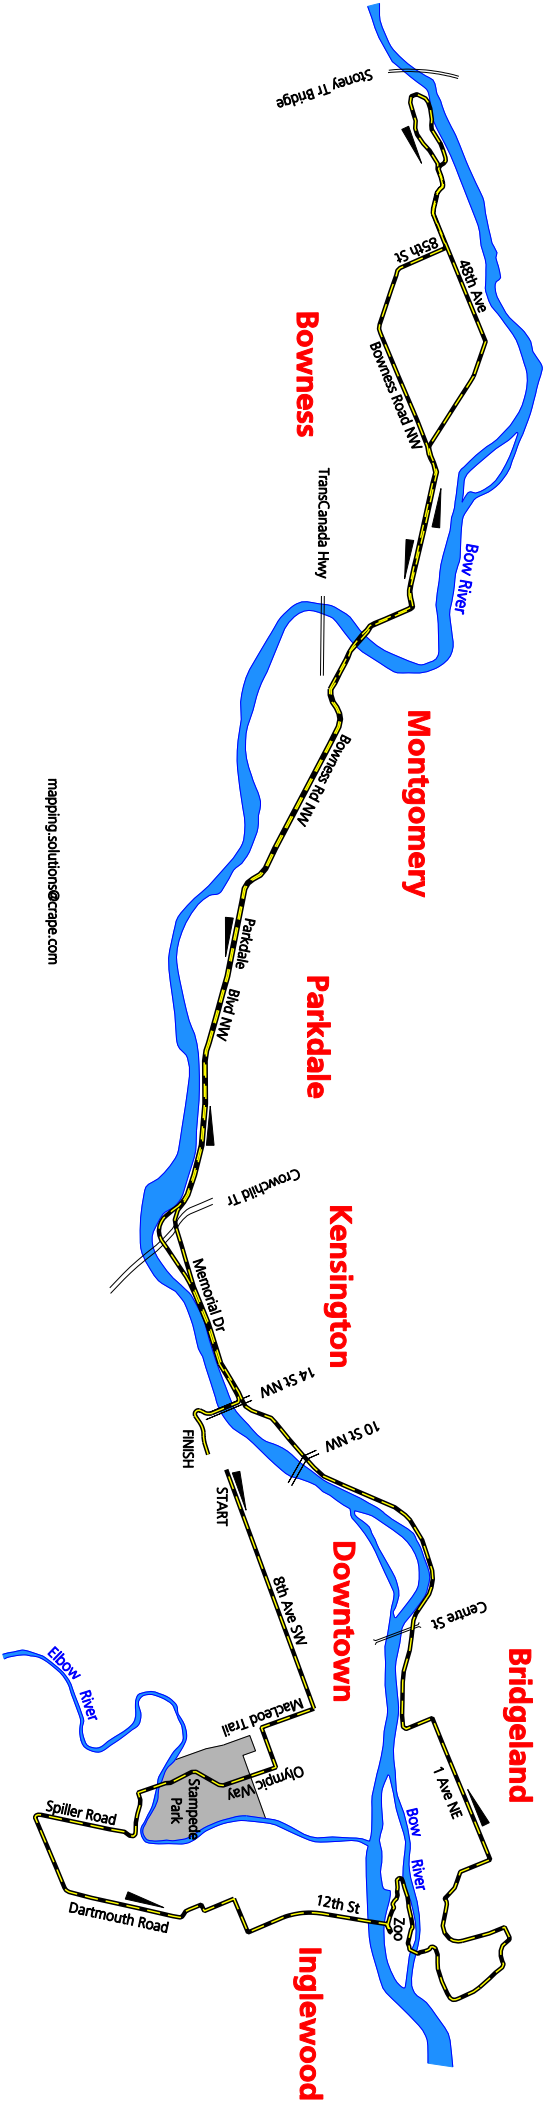 Stoney Tr Bridge
85th St
48th Ave
Bowness
Bowness Road NW
TransCanada Hwy
Bow River
Montgomery
Bowness Rd NW
mapping.solutions@crape.com
Parkdale
Blvd NW
Parkdale
Crowchild Tr
Kensington
Memorial Dr
14 St NW
10 St NW
FINISH
START
Downtown
8th Ave SW
Centre St
Bridgeland
Elbow River
MacLeod Trail
Olympic Way
Stampede
Park
1 Ave NE
Bow River
Spiller Road
Dartmouth Road
12th St
Zoo
Inglewood